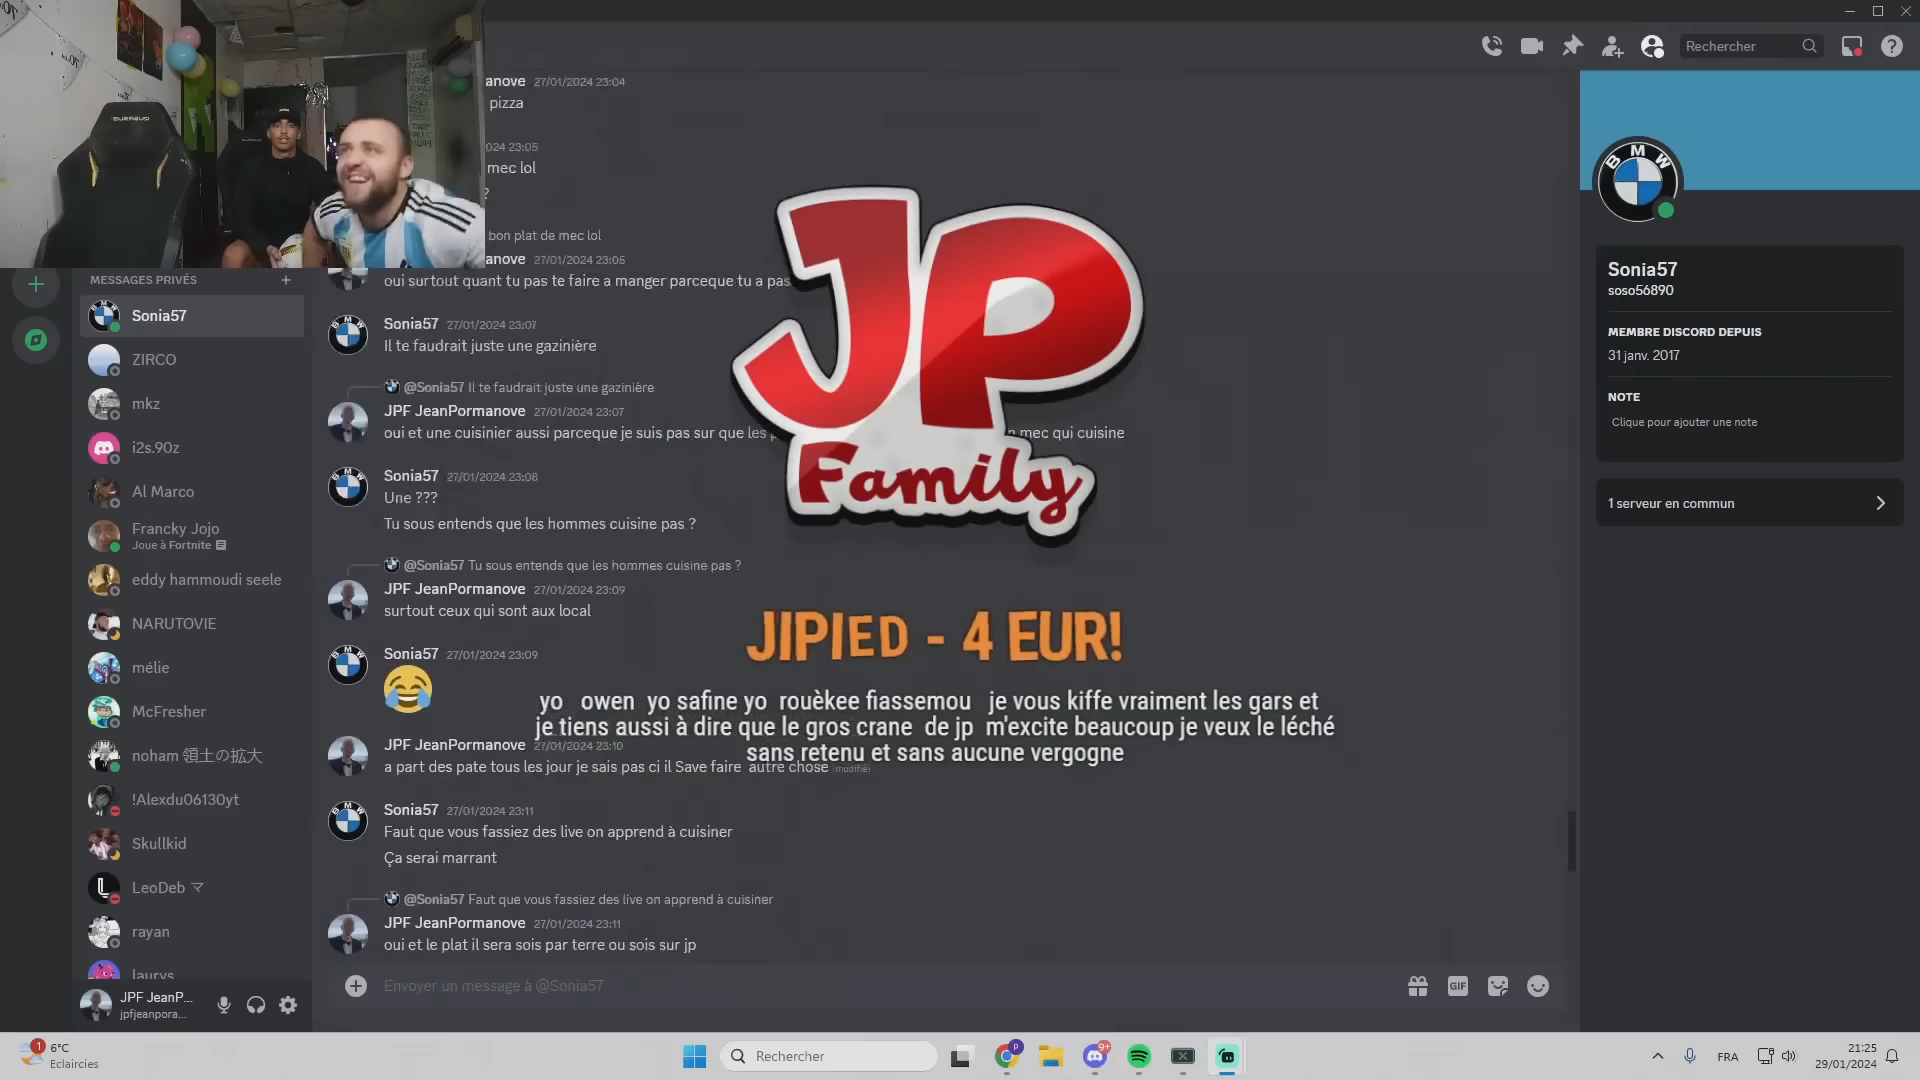 Rechercher
anove 27/01/2024 23:04
pizza
024 23:05
mec lol
?
bon plat de mec lol
anove 27/01/2024 23:05
oui surtout quant tu pas te faire a manger parceque tu a pas
Sonia57 27/01/2024 23:07
Il te faudrait juste une gazinière
@Sonia57 Il te faudrait juste une gazinière
JPF JeanPormanove 27/01/2024 23:07
oui et une cuisinier aussi parceque je suis pas sur que les mec qui cuisine
Sonia57 27/01/2024 23:08
Une ???
Tu sous entends que les hommes cuisine pas ?
@Sonia57 Tu sous entends que les hommes cuisine pas ?
JPF JeanPormanove 27/01/2024 23:09
surtout ceux qui sont aux local
Sonia57 27/01/2024 23:09
JPF JeanPormanove 27/01/2024 23:10
a part des pate tous les jour je sais pas ci il Save faire autre chose (modifié)
Sonia57 27/01/2024 23:11
Faut que vous fassiez des live on apprend à cuisiner
Ça serai marrant
@Sonia57 Faut que vous fassiez des live on apprend à cuisiner
JPF JeanPormanove 27/01/2024 23:11
oui et le plat il sera sois par terre ou sois sur jp
Envoyer un message à @Sonia57
GIF
JP
Family
JIPIED - 4 EUR!
yo owen yo safine yo rouèkee fiassemou je vous kiffe vraiment les gars et
je tiens aussi à dire que le gros crane de jp m'excite beaucoup je veux le léché
sans retenu et sans aucune vergogne
MESSAGES PRIVÉS
Sonia57
ZIRCO
mkz
i2s.90z
Al Marco
Francky Jojo
Joue à Fortnite
eddy hammoudi seele
NARUTOVIE
mélie
McFresher
noham 領土の拡大
!Alexdu06130yt
Skullkid
LeoDeb マ
rayan
laurys
JPF JeanP...
jpfjeanpora...
BMW
Sonia57
soso56890
MEMBRE DISCORD DEPUIS
31 janv. 2017
NOTE
Clique pour ajouter une note
1 serveur en commun
1
6°C
Eclaircies
Rechercher
P
9+
FRA
21:25
29/01/2024